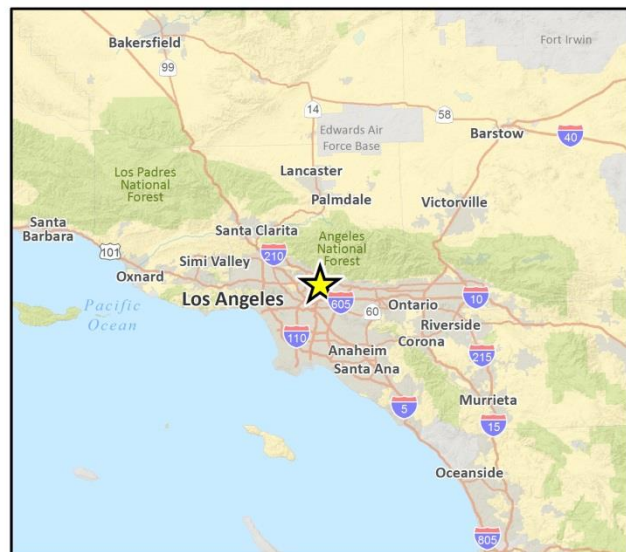 Bakersfield
Fort Irwin
99
14
58
Edwards Air
Force Base
Barstow
40
Los Padres
National
Forest
Lancaster
Palmdale
Victorville
Santa
Barbara
Santa Clarita
Angeles
National
Forest
101
210
Simi Valley
Oxnard
Los Angeles
605
Ontario
10
Pacific
Ocean
60
Riverside
110
Corona
Anaheim
215
Santa Ana
Murrieta
5
15
Oceanside
805